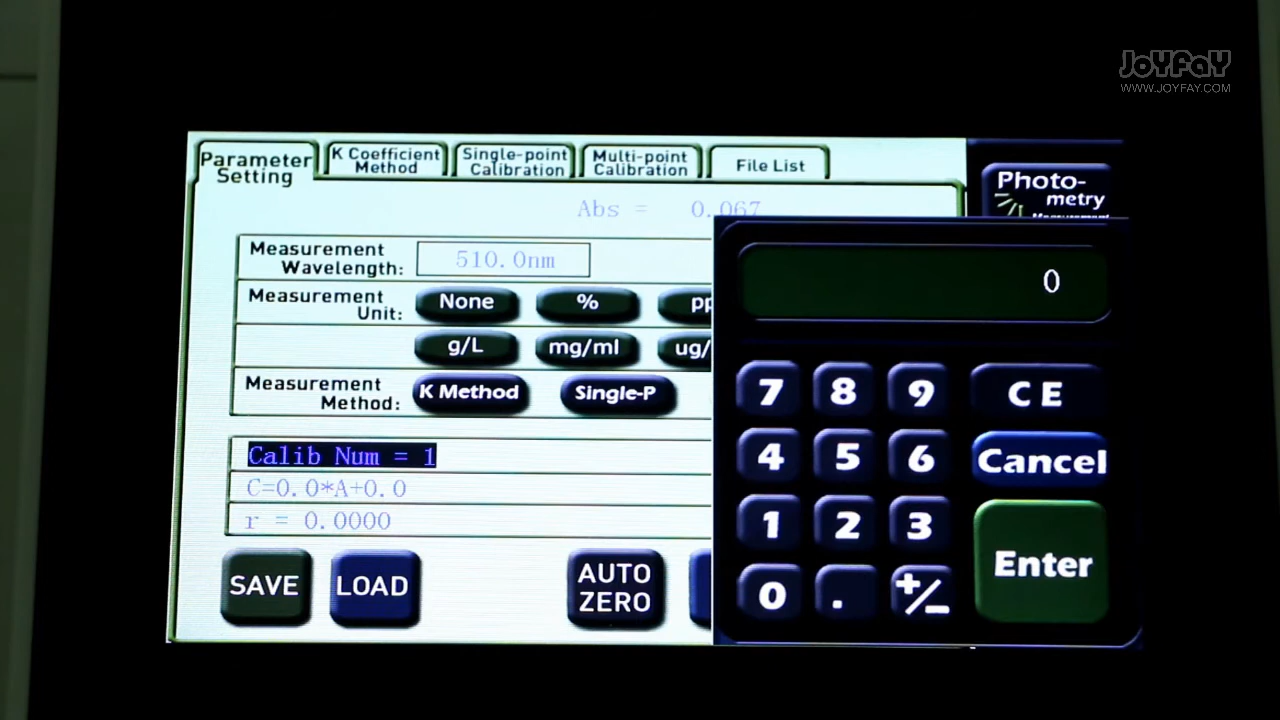 JoYFaY
WWW.JOYFAY.COM
Parameter Setting
K Coefficient Method
Single-point Calibration
Multi-point Calibration
File List
Photo-
metry
Measurement
Abs = 0.067
Measurement Wavelength: 510.0nm
Measurement Unit: None % pp
g/L mg/ml ug/
Measurement Method: K Method Single-P
Calib Num = 1
C=0.0*A+0.0
r = 0.0000
SAVE LOAD AUTO ZERO
0
7 8 9 CE
4 5 6 Cancel
1 2 3 Enter
0 . +/-